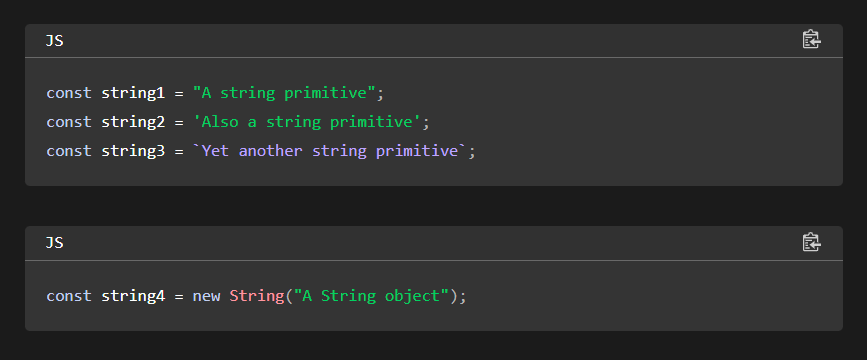 JS
const string1 = "A string primitive";
const string2 = 'Also a string primitive';
const string3 = `Yet another string primitive`;
JS
const string4 = new String("A String object");